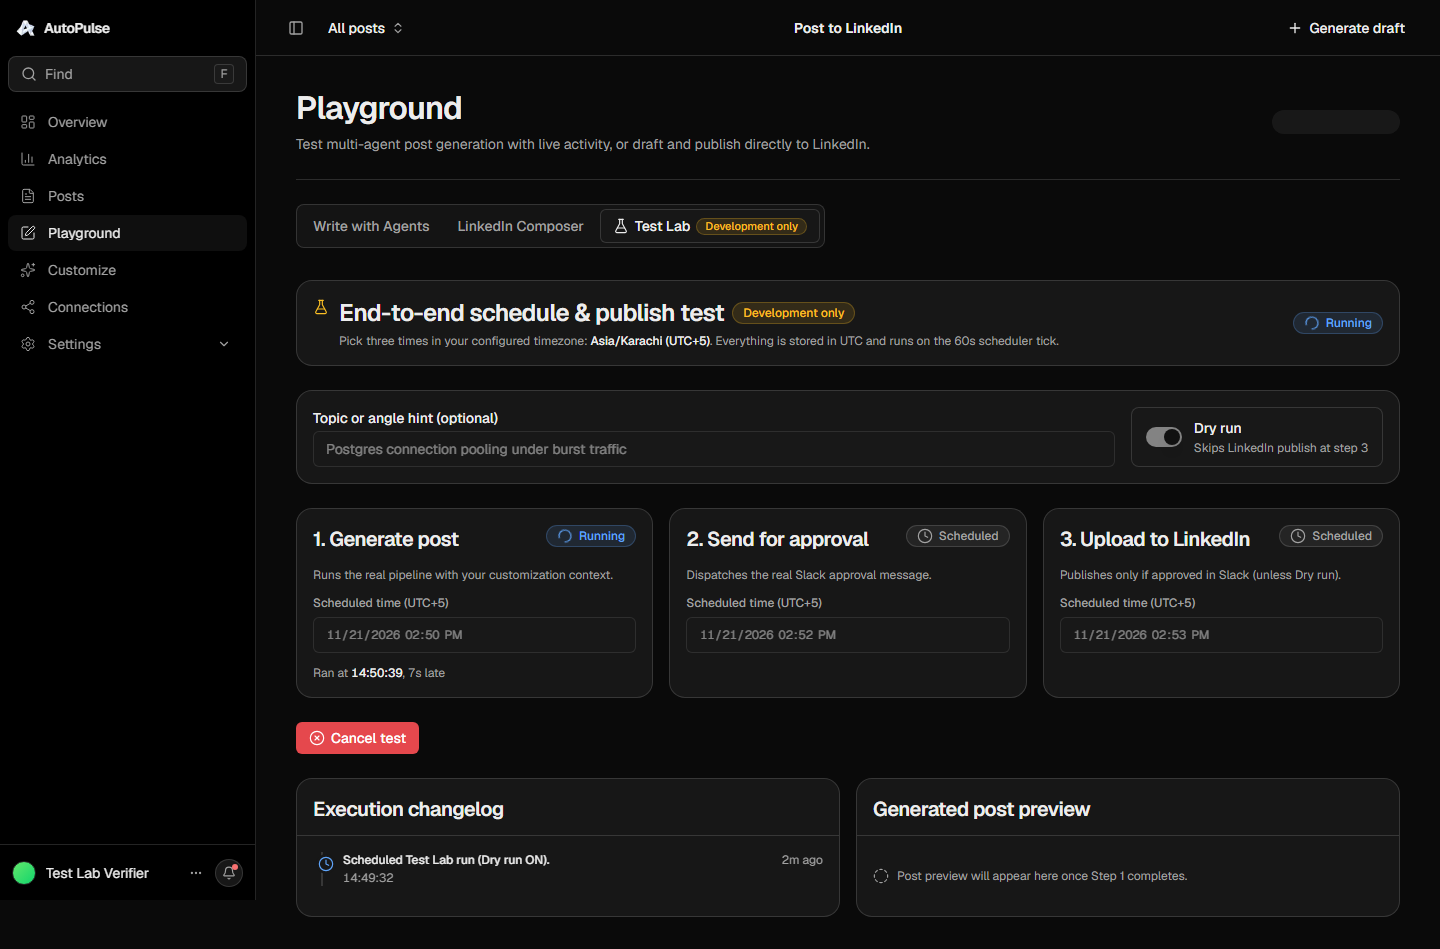 AutoPulse
Find
F
Overview
Analytics
Posts
Playground
Customize
Connections
Settings
Test Lab Verifier
All posts
Post to LinkedIn
Generate draft
Playground
Test multi-agent post generation with live activity, or draft and publish directly to LinkedIn.
Write with Agents
LinkedIn Composer
Test Lab
Development only
End-to-end schedule & publish test
Development only
Pick three times in your configured timezone: Asia/Karachi (UTC+5). Everything is stored in UTC and runs on the 60s scheduler tick.
Running
Topic or angle hint (optional)
Postgres connection pooling under burst traffic
Dry run
Skips LinkedIn publish at step 3
1. Generate post
Running
Runs the real pipeline with your customization context.
Scheduled time (UTC+5)
11/21/2026 02:50 PM
Ran at 14:50:39, 7s late
2. Send for approval
Scheduled
Dispatches the real Slack approval message.
Scheduled time (UTC+5)
11/21/2026 02:52 PM
3. Upload to LinkedIn
Scheduled
Publishes only if approved in Slack (unless Dry run).
Scheduled time (UTC+5)
11/21/2026 02:53 PM
Cancel test
Execution changelog
Scheduled Test Lab run (Dry run ON).
2m ago
14:49:32
Generated post preview
Post preview will appear here once Step 1 completes.